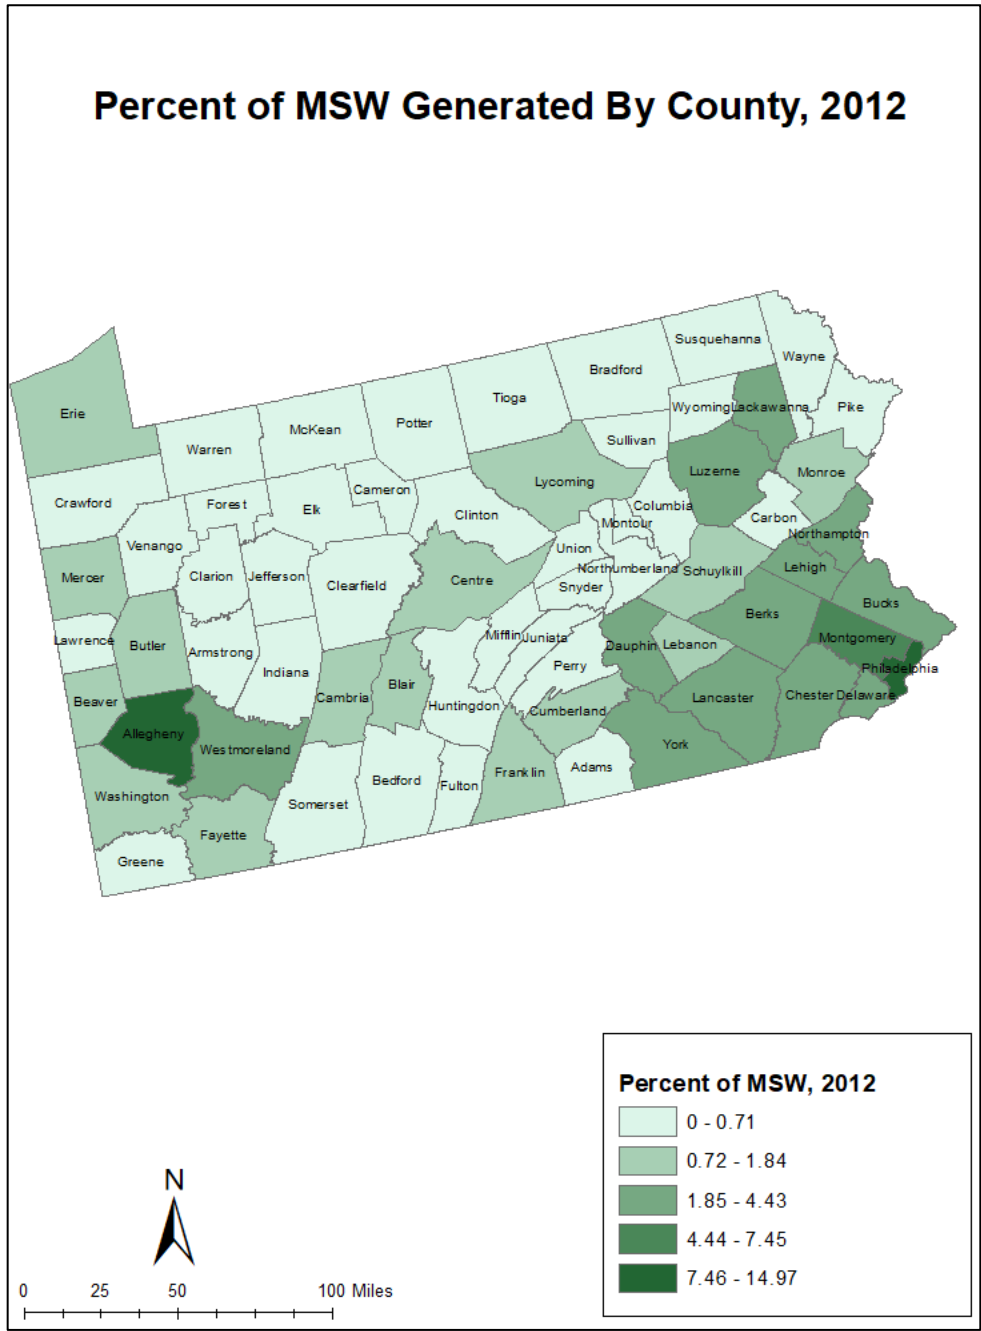 Percent of MSW Generated By County, 2012
Susquehanna
Wayne
Bradford
Tioga
Erie
Wyoming
Lackawanna
Pike
Potter
McKean
Warren
Sullivan
Luzerne
Monroe
Lycoming
Cameron
Crawford
Forest
Elk
Columbia
Clinton
Carbon
Montour
Northampton
Venango
Union
Lehigh
Northumberland
Schuylkill
Mercer
Clarion
Jefferson
Centre
Clearfield
Snyder
Bucks
Berks
Lawrence
Butler
Mifflin
Juniata
Dauphin
Lebanon
Montgomery
Armstrong
Perry
Philadelphia
Indiana
Blair
Cambria
Lancaster
Chester
Delaware
Beaver
Huntingdon
Cumberland
Allegheny
Westmoreland
York
Adams
Franklin
Bedford
Fulton
Washington
Somerset
Fayette
Greene
Percent of MSW, 2012
0 - 0.71
0.72 - 1.84
1.85 - 4.43
4.44 - 7.45
7.46 - 14.97
N
0 25 50 100 Miles